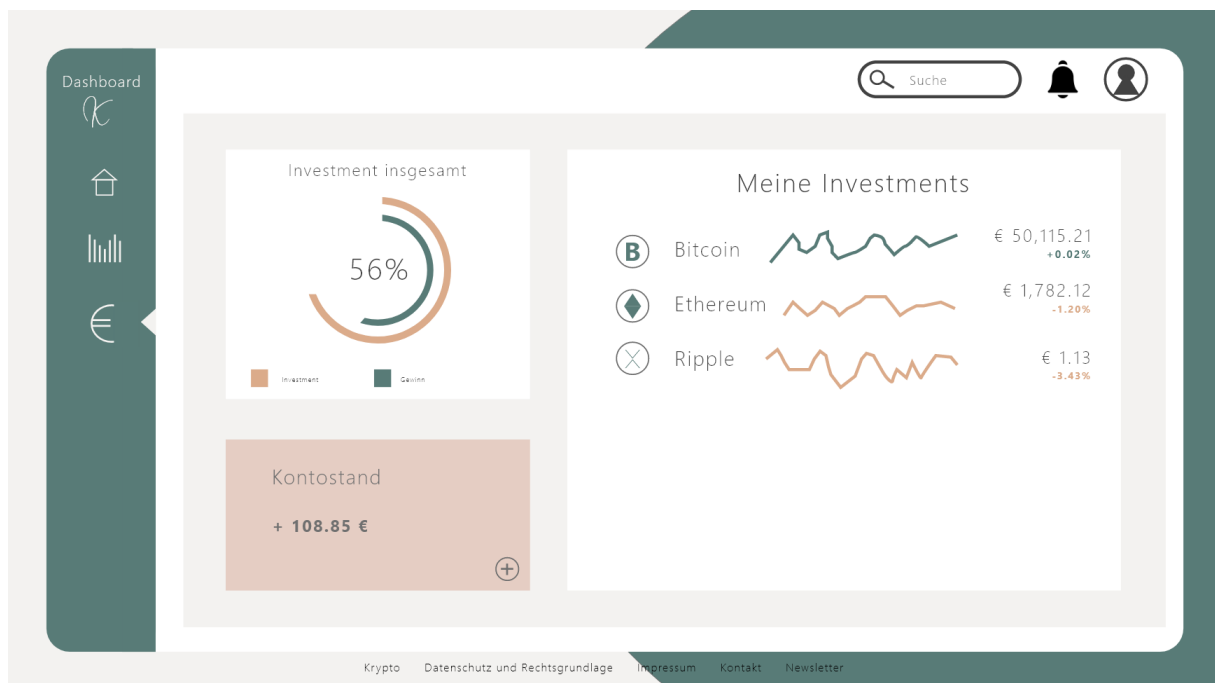 Dashboard
K
Suche
Investment insgesamt
56%
Investment
Gewinn
Kontostand
+ 108.85 €
Meine Investments
B Bitcoin € 50,115.21
+0.02%
Ethereum € 1,782.12
-1.20%
Ripple € 1.13
-3.43%
€
Krypto Datenschutz und Rechtsgrundlage Impressum Kontakt Newsletter